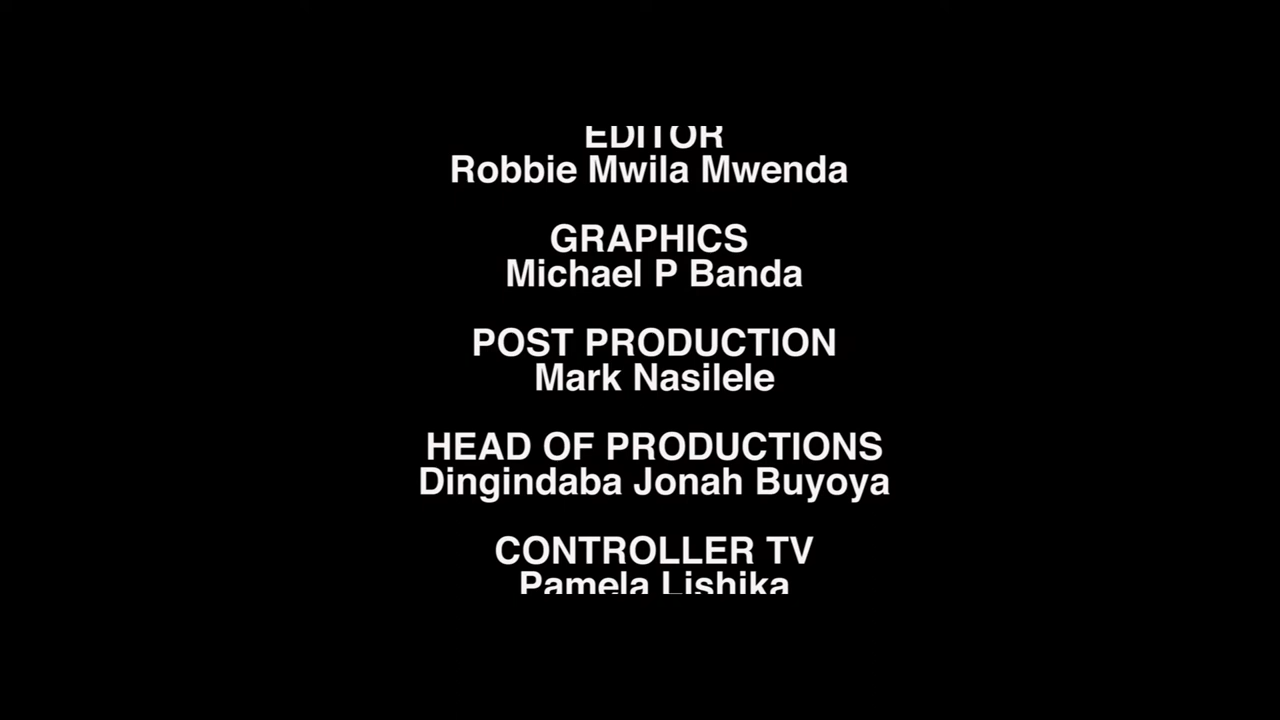 EDITOR
Robbie Mwila Mwenda
GRAPHICS
Michael P Banda
POST PRODUCTION
Mark Nasilele
HEAD OF PRODUCTIONS
Dingindaba Jonah Buyoya
CONTROLLER TV
Pamela Lishika